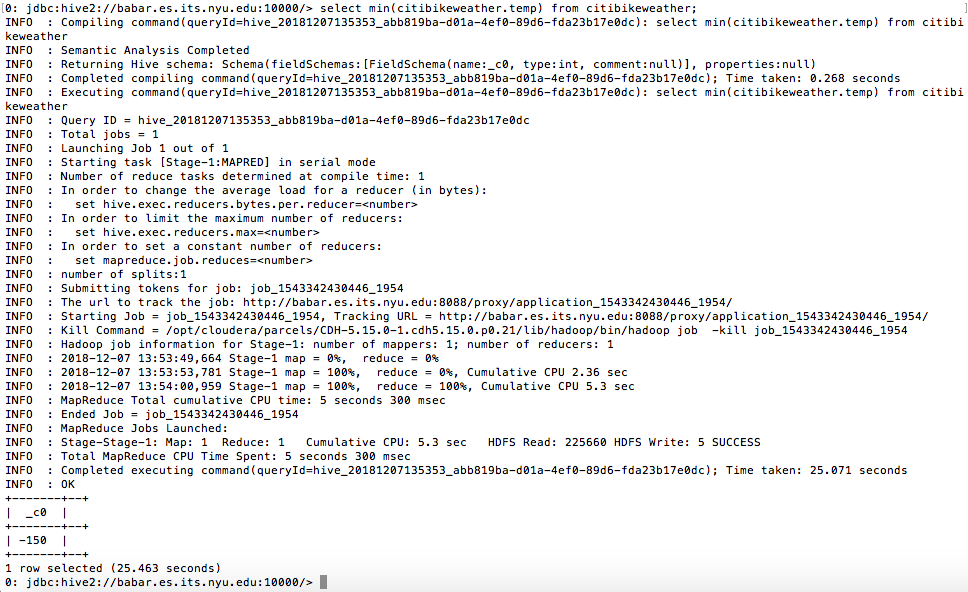 0: jdbc:hive2://babar.es.its.nyu.edu:10000/> select min(citibikeweather.temp) from citibikeweather;
INFO  : Compiling command(queryId=hive_20181207135353_abb819ba-d01a-4ef0-89d6-fda23b17e0dc): select min(citibikeweather.temp) from citibi
keweather
INFO  : Semantic Analysis Completed
INFO  : Returning Hive schema: Schema(fieldSchemas:[FieldSchema(name:_c0, type:int, comment:null)], properties:null)
INFO  : Completed compiling command(queryId=hive_20181207135353_abb819ba-d01a-4ef0-89d6-fda23b17e0dc); Time taken: 0.268 seconds
INFO  : Executing command(queryId=hive_20181207135353_abb819ba-d01a-4ef0-89d6-fda23b17e0dc): select min(citibikeweather.temp) from citibi
keweather
INFO  : Query ID = hive_20181207135353_abb819ba-d01a-4ef0-89d6-fda23b17e0dc
INFO  : Total jobs = 1
INFO  : Launching Job 1 out of 1
INFO  : Starting task [Stage-1:MAPRED] in serial mode
INFO  : Number of reduce tasks determined at compile time: 1
INFO  : In order to change the average load for a reducer (in bytes):
INFO  :   set hive.exec.reducers.bytes.per.reducer=<number>
INFO  : In order to limit the maximum number of reducers:
INFO  :   set hive.exec.reducers.max=<number>
INFO  : In order to set a constant number of reducers:
INFO  :   set mapreduce.job.reduces=<number>
INFO  : number of splits:1
INFO  : Submitting tokens for job: job_1543342430446_1954
INFO  : The url to track the job: http://babar.es.its.nyu.edu:8088/proxy/application_1543342430446_1954/
INFO  : Starting Job = job_1543342430446_1954, Tracking URL = http://babar.es.its.nyu.edu:8088/proxy/application_1543342430446_1954/
INFO  : Kill Command = /opt/cloudera/parcels/CDH-5.15.0-1.cdh5.15.0.p0.21/lib/hadoop/bin/hadoop job  -kill job_1543342430446_1954
INFO  : Hadoop job information for Stage-1: number of mappers: 1; number of reducers: 1
INFO  : 2018-12-07 13:53:49,664 Stage-1 map = 0%,  reduce = 0%
INFO  : 2018-12-07 13:53:53,781 Stage-1 map = 100%,  reduce = 0%, Cumulative CPU 2.36 sec
INFO  : 2018-12-07 13:54:00,959 Stage-1 map = 100%,  reduce = 100%, Cumulative CPU 5.3 sec
INFO  : MapReduce Total cumulative CPU time: 5 seconds 300 msec
INFO  : Ended Job = job_1543342430446_1954
INFO  : MapReduce Jobs Launched:
INFO  : Stage-Stage-1: Map: 1  Reduce: 1   Cumulative CPU: 5.3 sec   HDFS Read: 225660 HDFS Write: 5 SUCCESS
INFO  : Total MapReduce CPU Time Spent: 5 seconds 300 msec
INFO  : Completed executing command(queryId=hive_20181207135353_abb819ba-d01a-4ef0-89d6-fda23b17e0dc); Time taken: 25.071 seconds
INFO  : OK
+-------+--+
|  _c0  |
+-------+--+
| -150  |
+-------+--+
1 row selected (25.463 seconds)
0: jdbc:hive2://babar.es.its.nyu.edu:10000/>